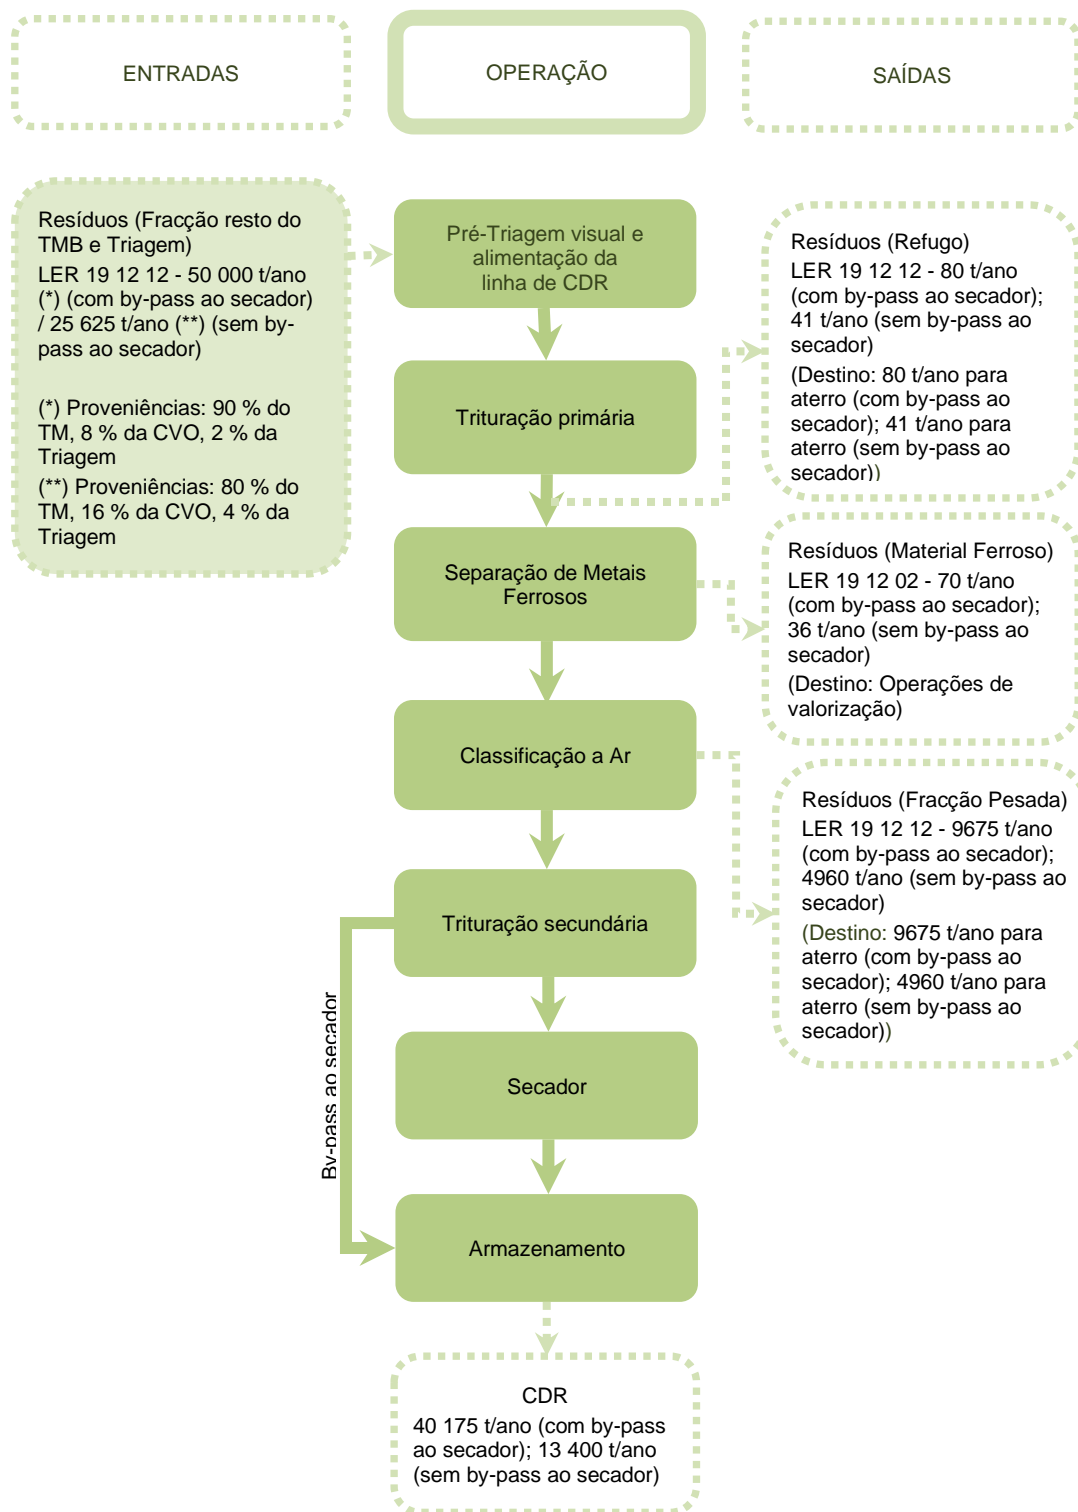 ENTRADAS
OPERAÇÃO
SAÍDAS
Resíduos (Fracção resto do
TMB e Triagem)
LER 19 12 12 - 50 000 t/ano
(*) (com by-pass ao secador)
/ 25 625 t/ano (**) (sem by-
pass ao secador)
(*) Proveniências: 90 % do
TM, 8 % da CVO, 2 % da
Triagem
(**) Proveniências: 80 % do
TM, 16 % da CVO, 4 % da
Triagem
Pré-Triagem visual e
alimentação da
linha de CDR
Resíduos (Refugo)
LER 19 12 12 - 80 t/ano
(com by-pass ao secador);
41 t/ano (sem by-pass ao
secador)
(Destino: 80 t/ano para
aterro (com by-pass ao
secador); 41 t/ano para
aterro (sem by-pass ao
secador))
Trituração primária
Separação de Metais
Ferrosos
Resíduos (Material Ferroso)
LER 19 12 02 - 70 t/ano
(com by-pass ao secador);
36 t/ano (sem by-pass ao
secador)
(Destino: Operações de
valorização)
Classificação a Ar
Resíduos (Fracção Pesada)
LER 19 12 12 - 9675 t/ano
(com by-pass ao secador);
4960 t/ano (sem by-pass ao
secador)
(Destino: 9675 t/ano para
aterro (com by-pass ao
secador); 4960 t/ano para
aterro (sem by-pass ao
secador))
Trituração secundária
By-pass ao secador
Secador
Armazenamento
CDR
40 175 t/ano (com by-pass
ao secador); 13 400 t/ano
(sem by-pass ao secador)